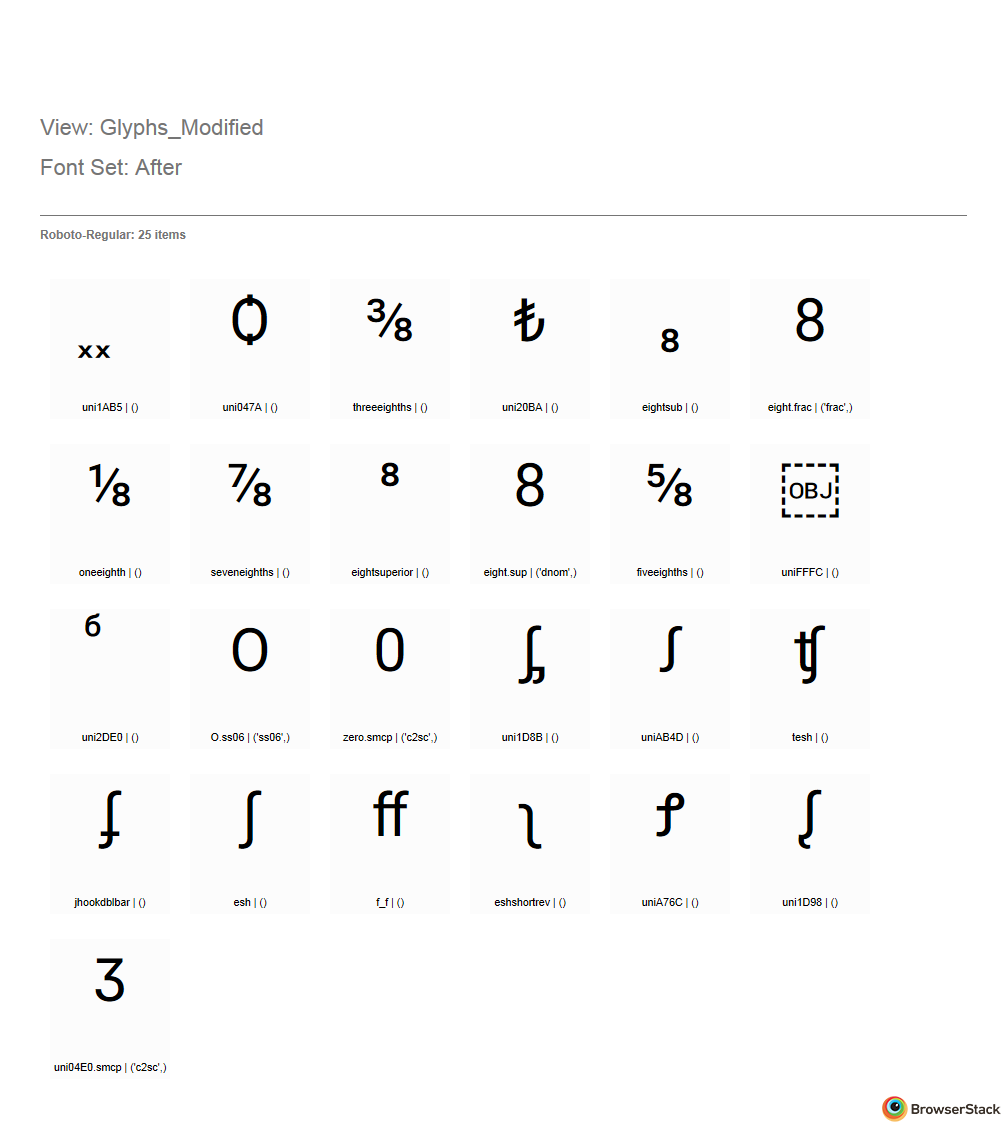 View: Glyphs_Modified
Font Set: After
Roboto-Regular: 25 items
ₓₓ Ѻ ⅜ ₺ ₈ 8
uni1AB5 | () uni047A | () threeeighths | () uni20BA | () eightsub | () eight.frac | ('frac',)
⅛ ⅞ ⁸ 8 ⅝ OBJ
oneeighth | () seveneighths | () eightsuperior | () eight.sup | ('dnom',) fiveeighths | () uniFFFC | ()
б O 0 ᶋ ꭍ ʧ
uni2DE0 | () O.ss06 | ('ss06',) zero.smcp | ('c2sc',) uni1D8B | () uniAB4D | () tesh | ()
ʄ ʃ ff ʅ ꝭ ᶘ
jhookdblbar | () esh | () f_f | () eshshortrev | () uniA76C | () uni1D98 | ()
Ӡ
uni04E0.smcp | ('c2sc',)
BrowserStack